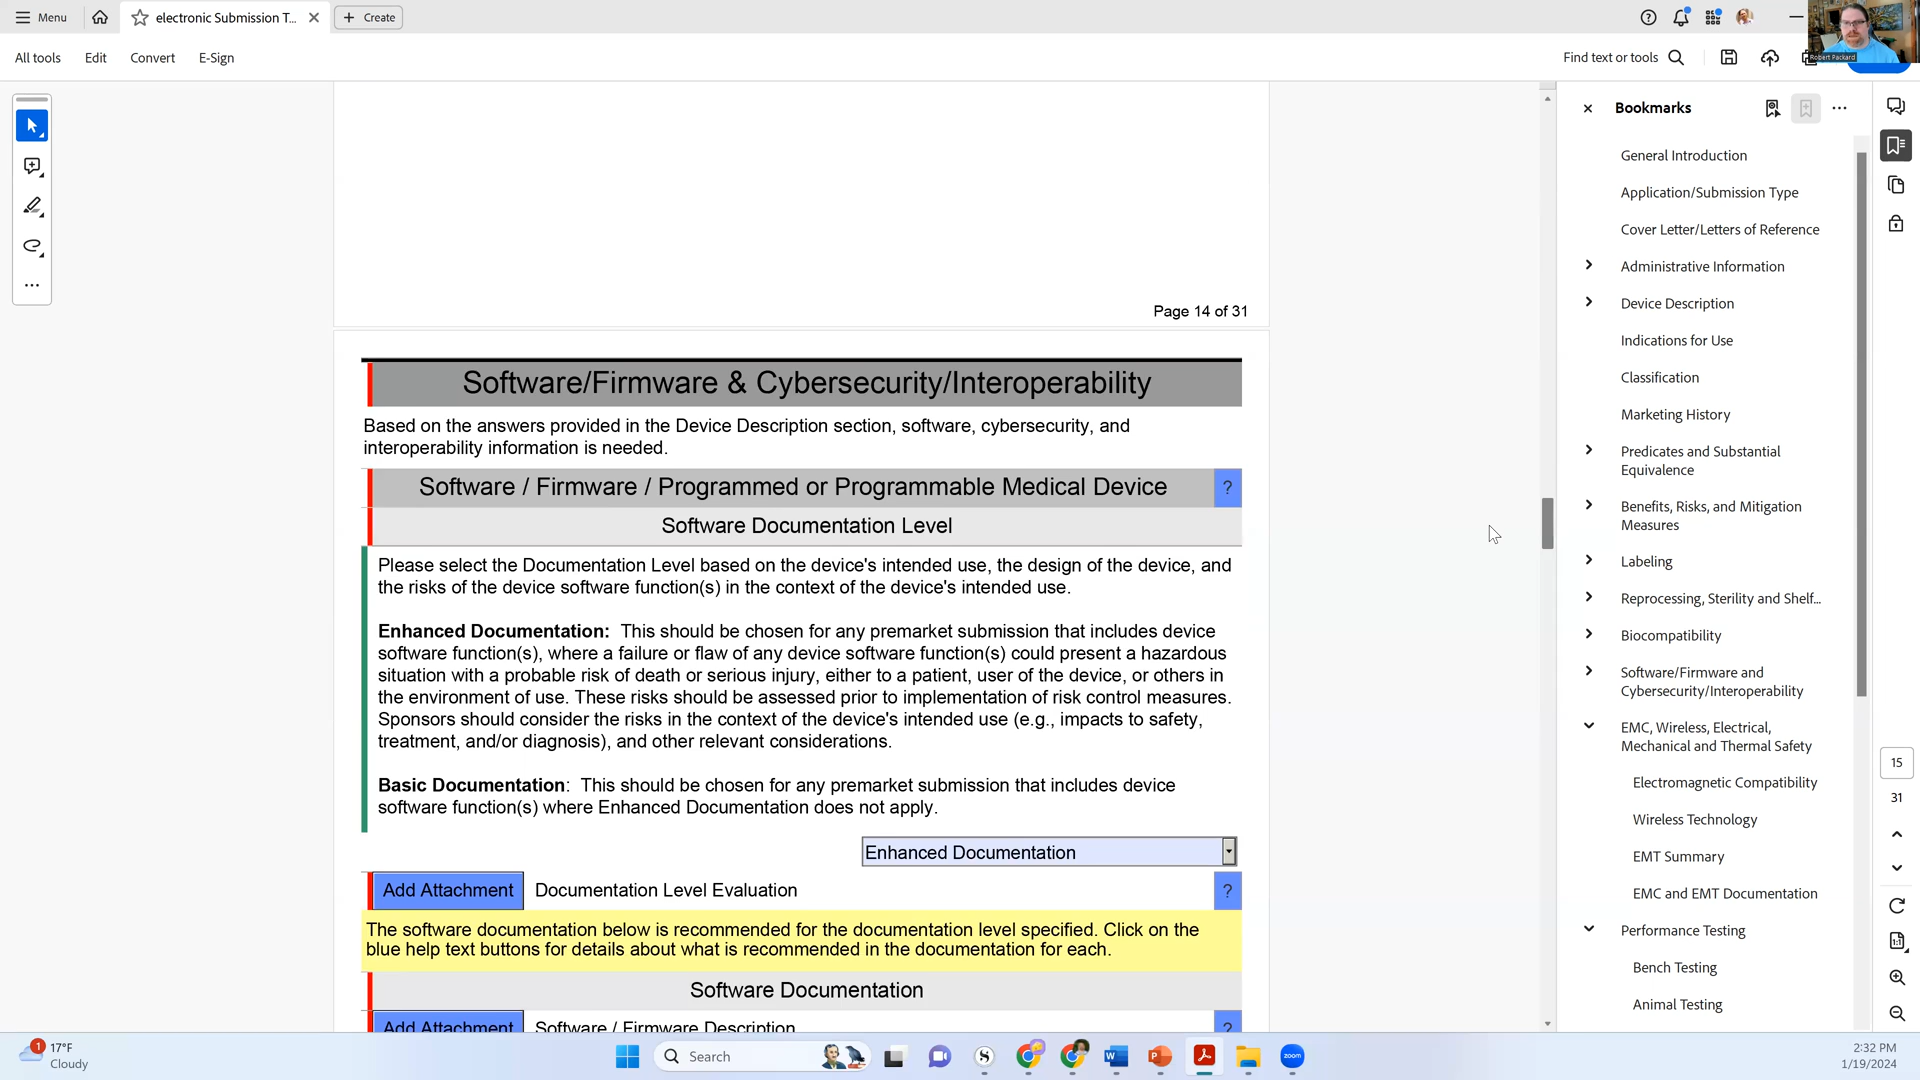 Menu
electronic Submission T...
Create
All tools
Edit
Convert
E-Sign
Find text or tools
Robert Packard
Page 14 of 31
Software/Firmware & Cybersecurity/Interoperability
Based on the answers provided in the Device Description section, software, cybersecurity, and
interoperability information is needed.
Software / Firmware / Programmed or Programmable Medical Device
?
Software Documentation Level
Please select the Documentation Level based on the device's intended use, the design of the device, and
the risks of the device software function(s) in the context of the device's intended use.
Enhanced Documentation: This should be chosen for any premarket submission that includes device
software function(s), where a failure or flaw of any device software function(s) could present a hazardous
situation with a probable risk of death or serious injury, either to a patient, user of the device, or others in
the environment of use. These risks should be assessed prior to implementation of risk control measures.
Sponsors should consider the risks in the context of the device's intended use (e.g., impacts to safety,
treatment, and/or diagnosis), and other relevant considerations.
Basic Documentation: This should be chosen for any premarket submission that includes device
software function(s) where Enhanced Documentation does not apply.
Enhanced Documentation
Add Attachment
Documentation Level Evaluation
?
The software documentation below is recommended for the documentation level specified. Click on the
blue help text buttons for details about what is recommended in the documentation for each.
Software Documentation
Add Attachment
Software / Firmware Description
?
Bookmarks
General Introduction
Application/Submission Type
Cover Letter/Letters of Reference
Administrative Information
Device Description
Indications for Use
Classification
Marketing History
Predicates and Substantial
Equivalence
Benefits, Risks, and Mitigation
Measures
Labeling
Reprocessing, Sterility and Shelf...
Biocompatibility
Software/Firmware and
Cybersecurity/Interoperability
EMC, Wireless, Electrical,
Mechanical and Thermal Safety
Electromagnetic Compatibility
Wireless Technology
EMT Summary
EMC and EMT Documentation
Performance Testing
Bench Testing
Animal Testing
15
31
1
17°F
Cloudy
Search
zoom
2:32 PM
1/19/2024